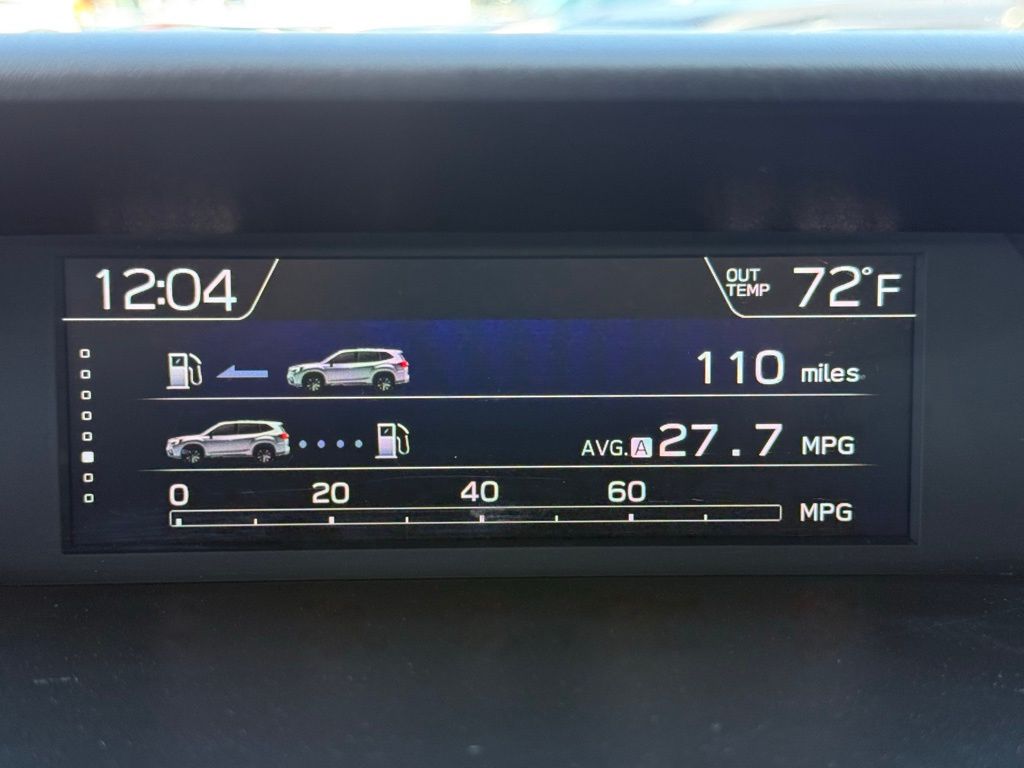 12:04 OUT TEMP 72°F
110 miles
AVG. A 27.7 MPG
0 20 40 60
MPG